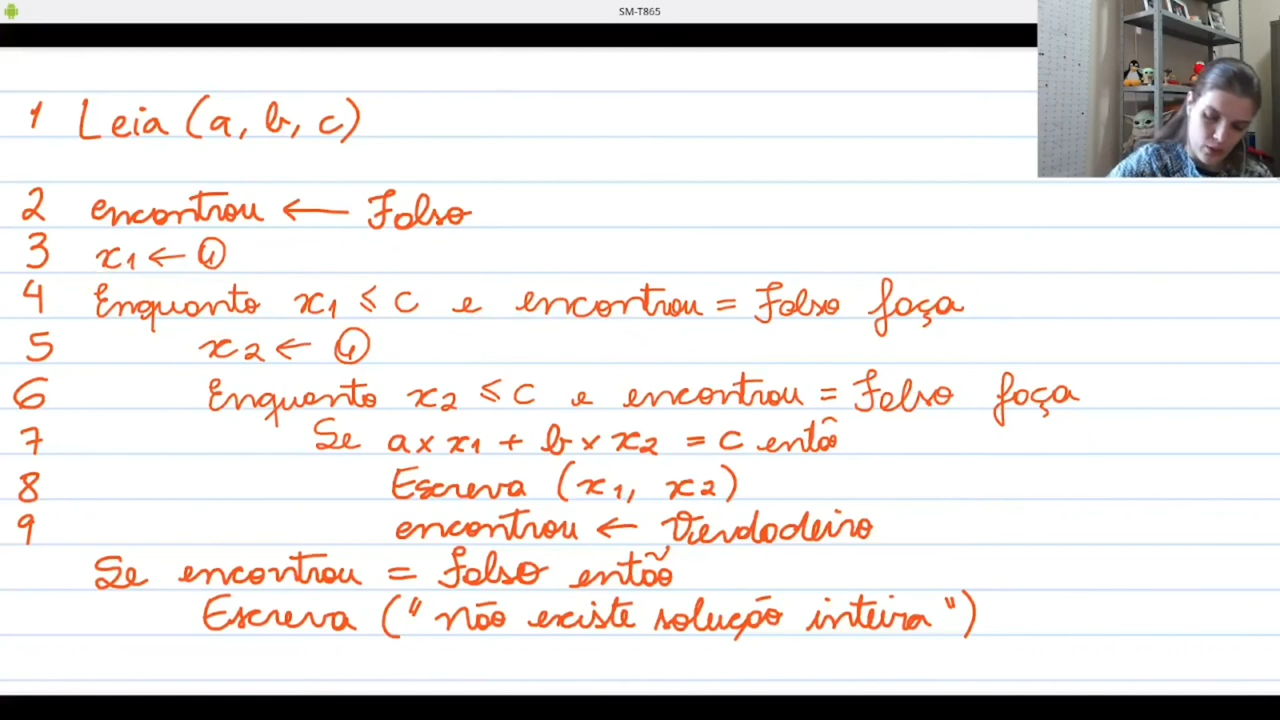 SM-T865
1 Leia (a, b, c)
2 encontrou ← Falso
3 x1 ←
4 Enquanto x1 ≤ c e encontrou = Falso faça
5 x2 ←
6 Enquanto x2 ≤ c e encontrou = Falso faça
7 Se a x x1 + b x x2 = c então
8 Escreva (x1, x2)
9 encontrou ← Verdadeiro
Se encontrou = Falso então
Escreva (" não existe solução inteira ")